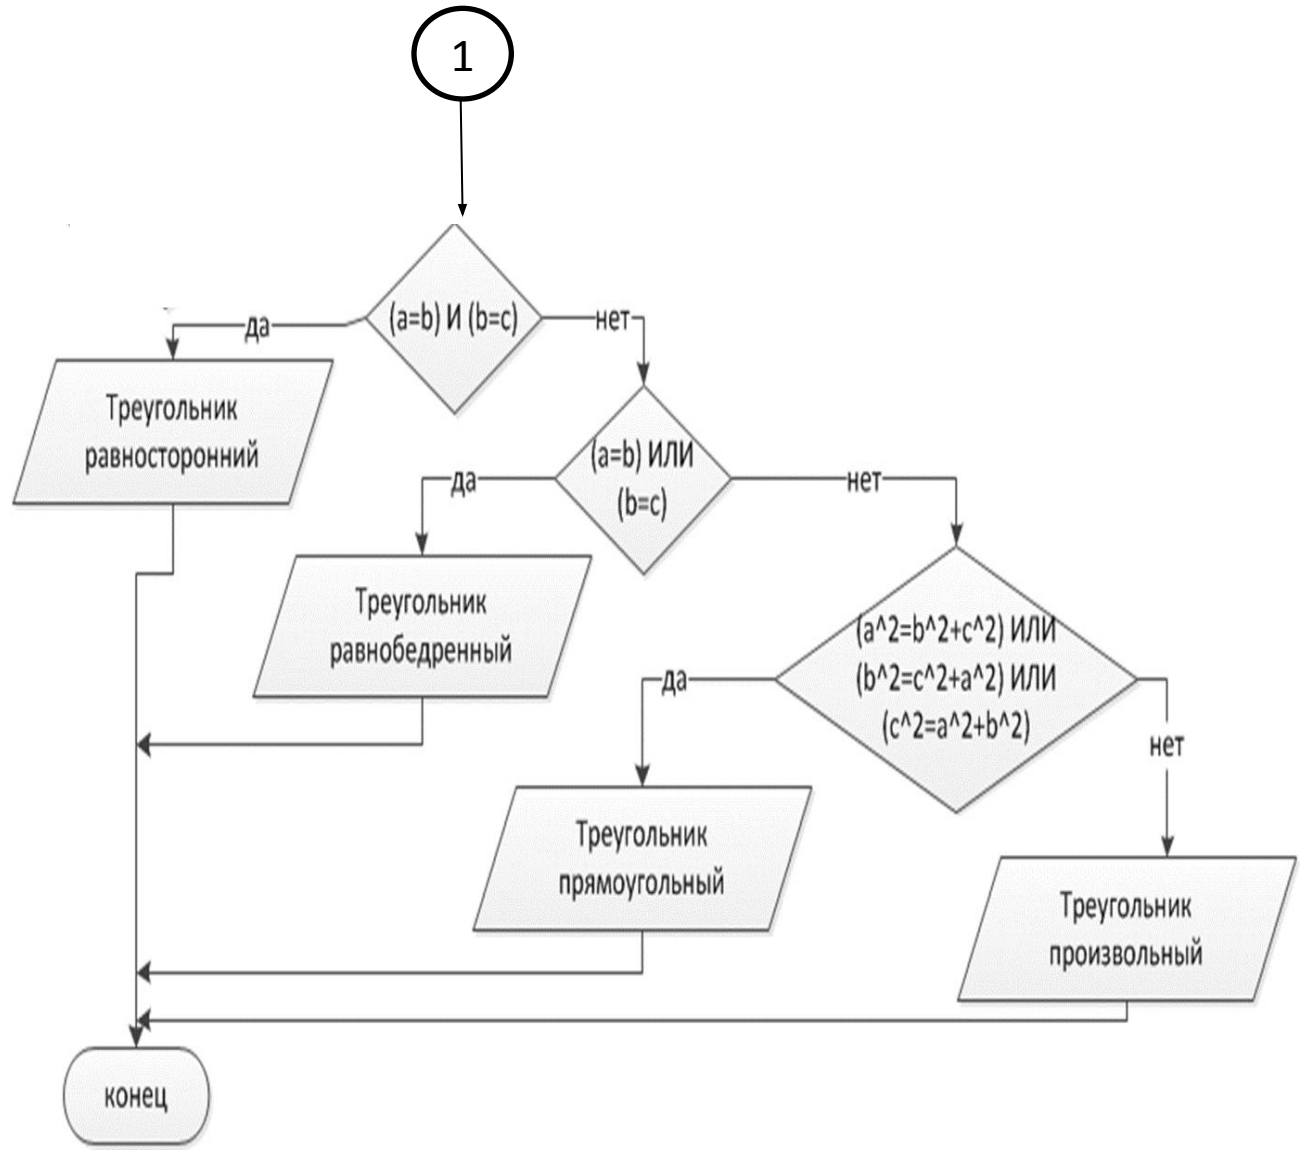 1
(a=b) И (b=c)
да
нет
Треугольник
равносторонний
(a=b) ИЛИ
(b=c)
да
нет
Треугольник
равнобедренный
(a^2=b^2+c^2) ИЛИ
(b^2=c^2+a^2) ИЛИ
(c^2=a^2+b^2)
да
нет
Треугольник
прямоугольный
Треугольник
произвольный
конец